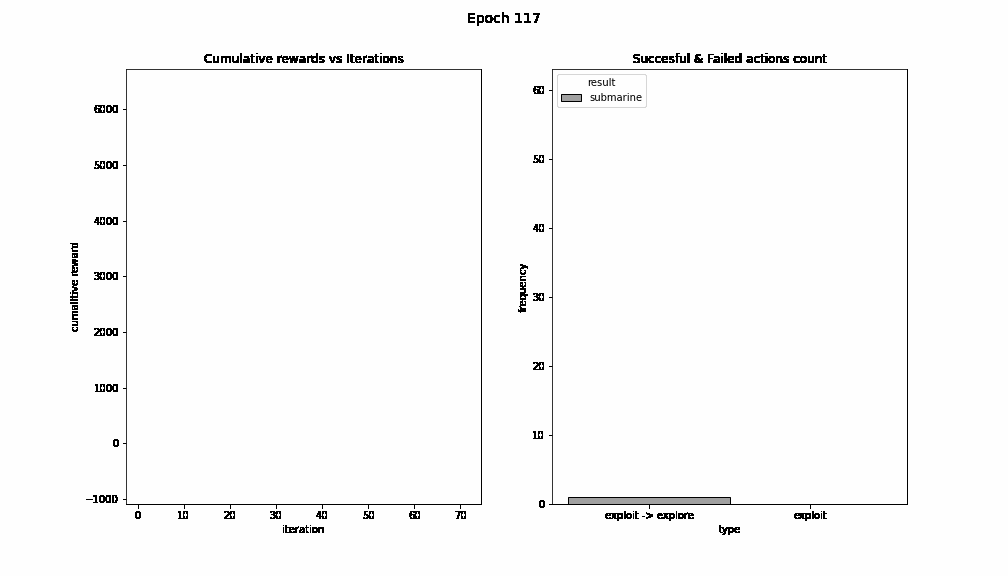 Epoch 117
Cumulative rewards vs Iterations
6000
5000
4000
3000
2000
1000
0
−1000
cumalitive reward
0 10 20 30 40 50 60 70
iteration
Succesful & Failed actions count
result
submarine
60
50
40
30
20
10
0
frequency
exploit -> explore exploit
type